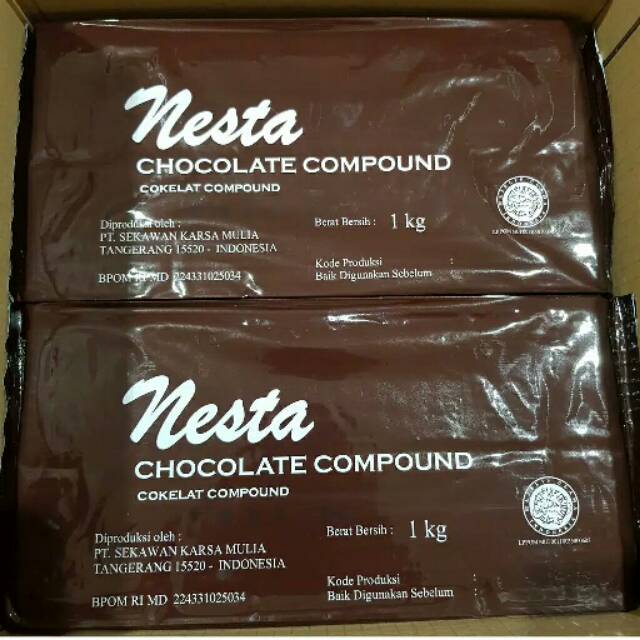 Nesta
CHOCOLATE COMPOUND
COKELAT COMPOUND
Diproduksi oleh :
PT. SEKAWAN KARSA MULIA
TANGERANG 15520 - INDONESIA
BPOM RI MD 224331025034
Berat Bersih : 1 kg
Kode Produksi :
Baik Digunakan Sebelum :
Nesta
CHOCOLATE COMPOUND
COKELAT COMPOUND
Diproduksi oleh :
PT. SEKAWAN KARSA MULIA
TANGERANG 15520 - INDONESIA
BPOM RI MD 224331025034
Berat Bersih : 1 kg
Kode Produksi :
Baik Digunakan Sebelum :